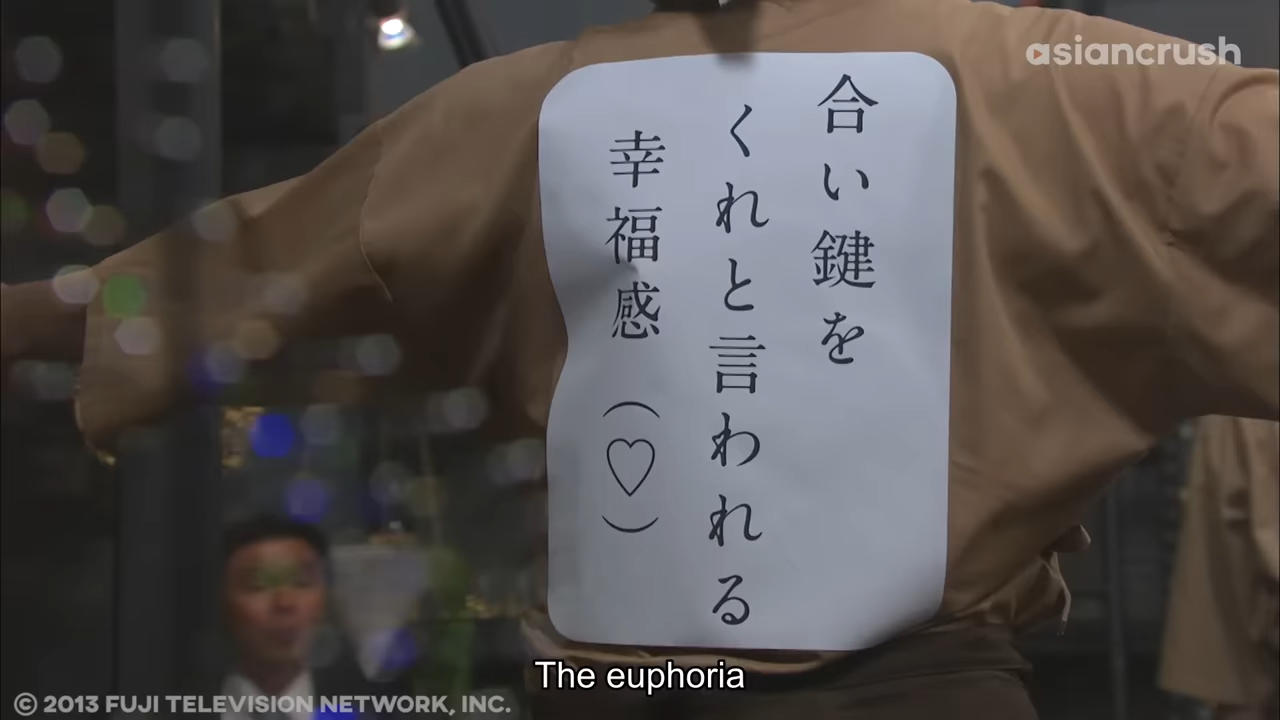 asiancrush
合い鍵を
くれと言われる
幸福感（♡）
The euphoria
© 2013 FUJI TELEVISION NETWORK, INC.